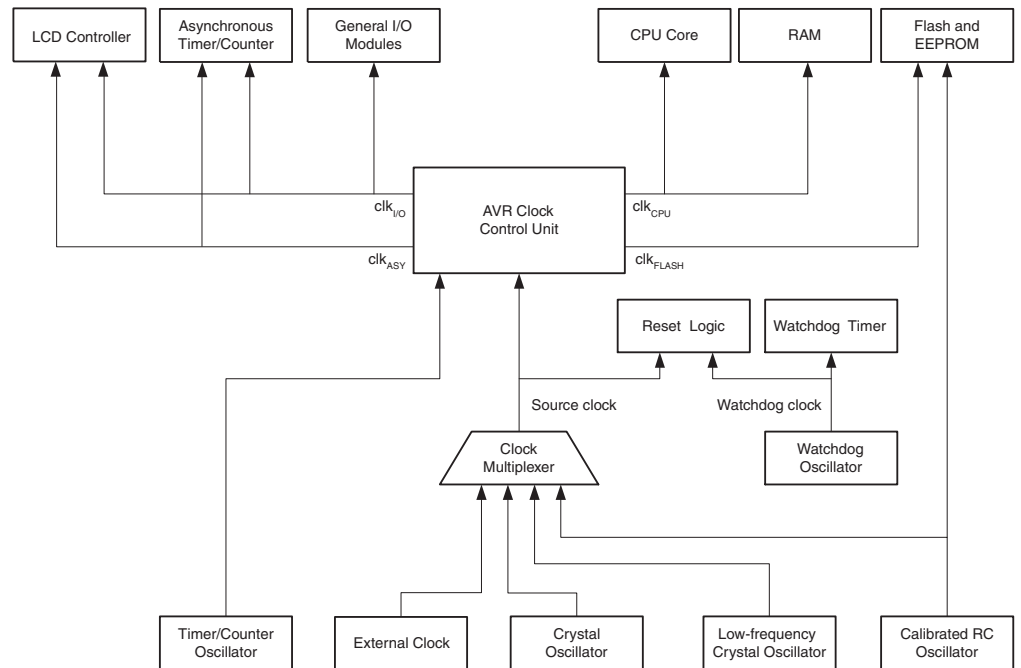 LCD Controller
Asynchronous
Timer/Counter
General I/O
Modules
CPU Core
RAM
Flash and
EEPROM
clkI/O
AVR Clock
Control Unit
clkCPU
clkASY
clkFLASH
Reset Logic
Watchdog Timer
Source clock
Watchdog clock
Clock
Multiplexer
Watchdog
Oscillator
Timer/Counter
Oscillator
External Clock
Crystal
Oscillator
Low-frequency
Crystal Oscillator
Calibrated RC
Oscillator